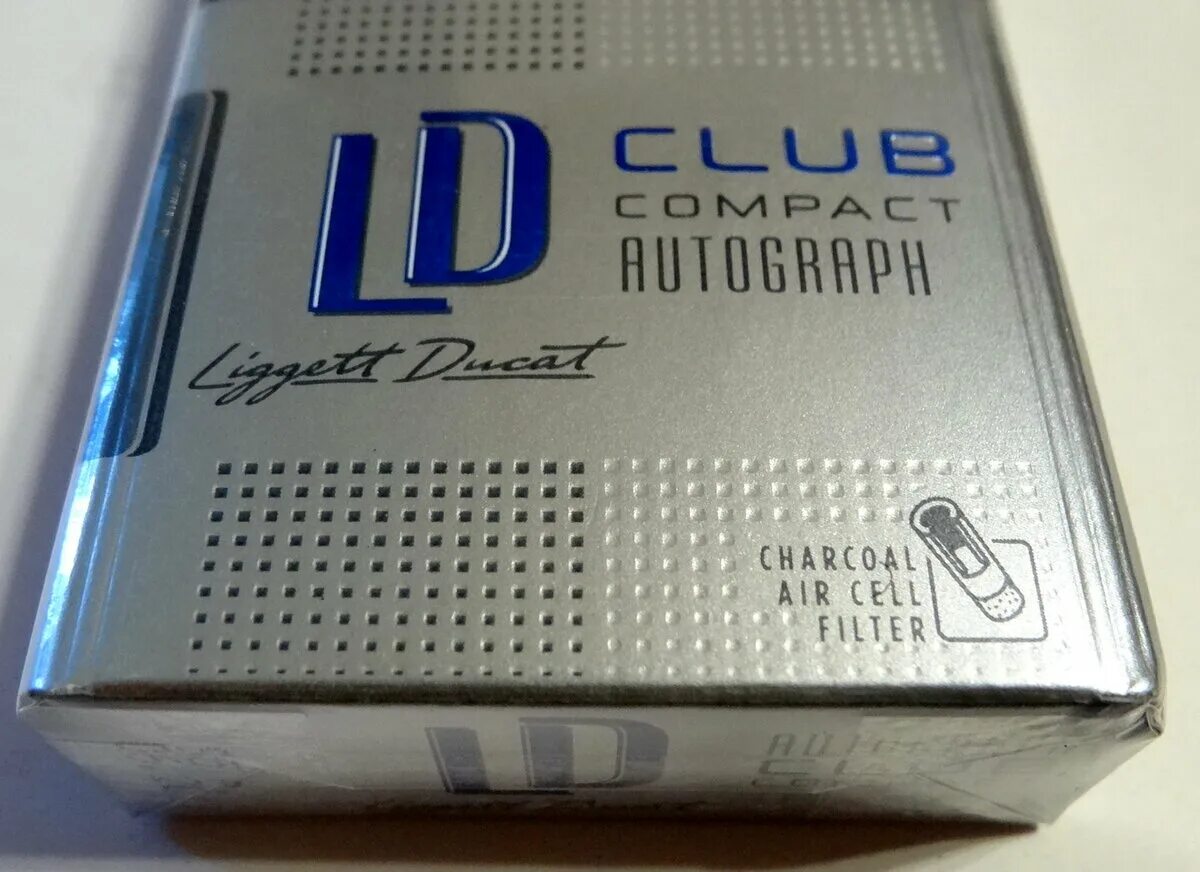 LD
CLUB
COMPACT
AUTOGRAPH
Liggett Ducat
CHARCOAL
AIR CELL
FILTER
LD